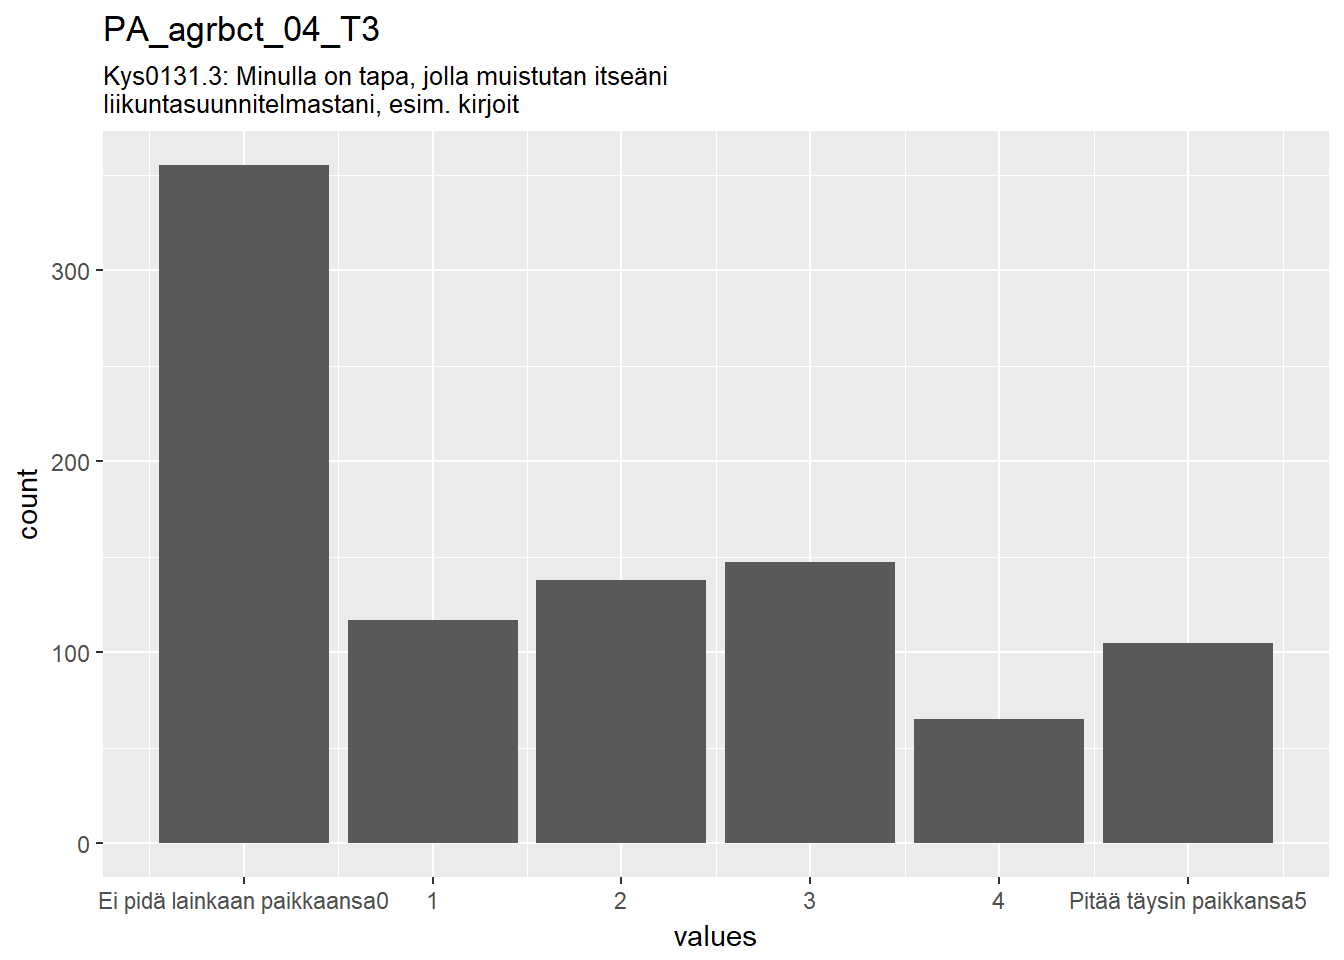 PA_agrbct_04_T3
Kys0131.3: Minulla on tapa, jolla muistutan itseäni
liikuntasuunnitelmastani, esim. kirjoit
count
300
200
100
0
Ei pidä lainkaan paikkaansa0 1 2 3 4 Pitää täysin paikkansa5
values